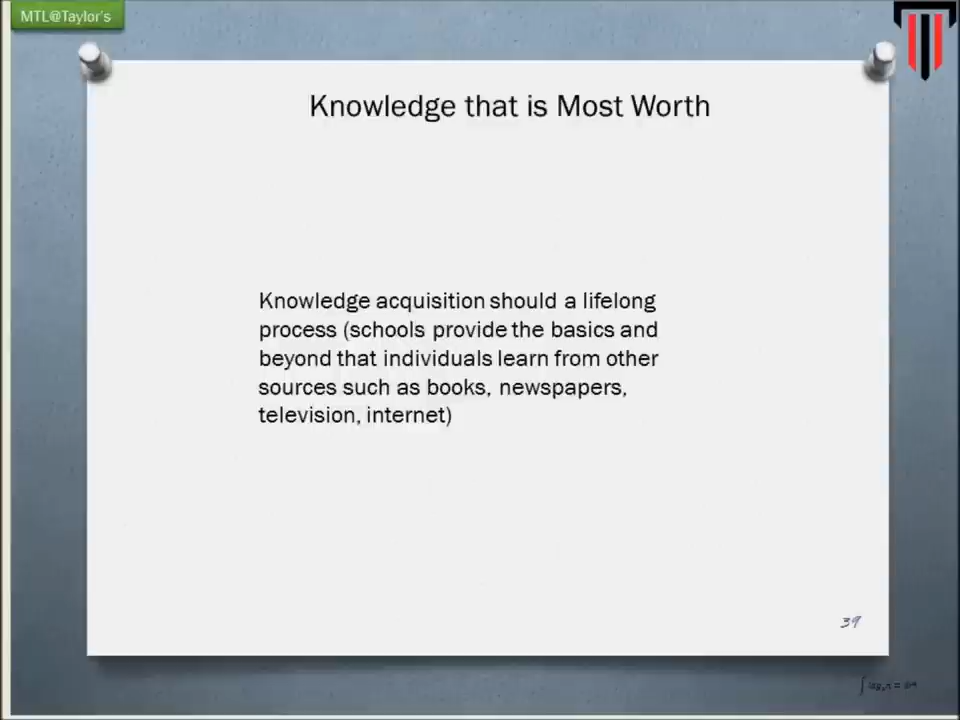 MTL@Taylor's
Knowledge that is Most Worth
Knowledge acquisition should a lifelong
process (schools provide the basics and
beyond that individuals learn from other
sources such as books, newspapers,
television, internet)
39